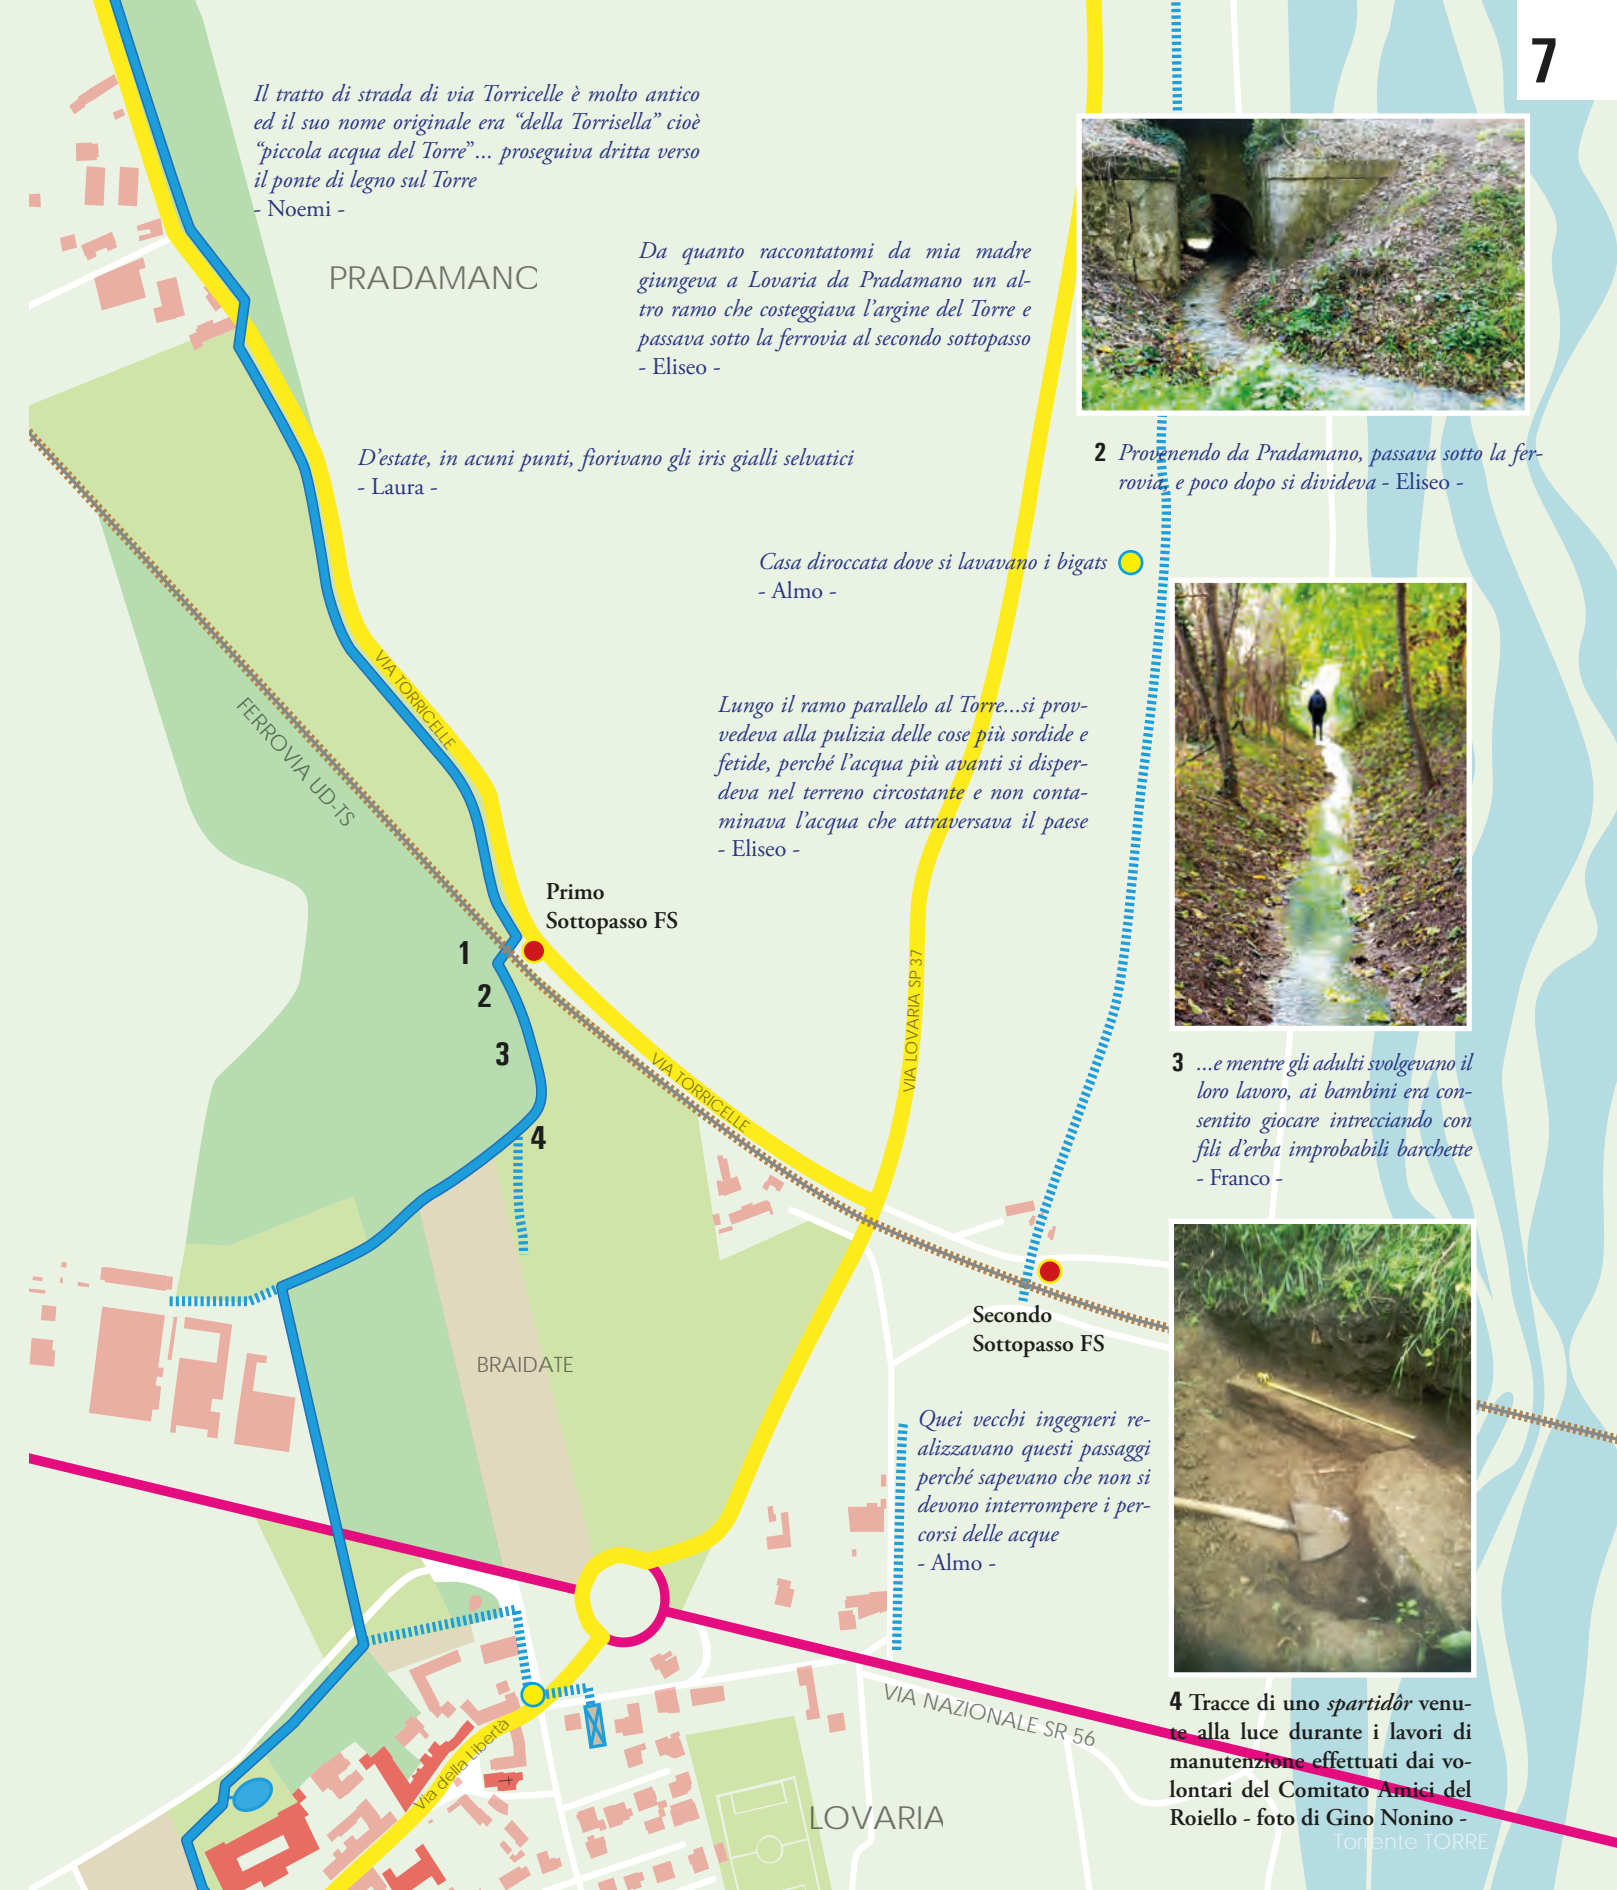 7
Il tratto di strada di via Torricelle è molto antico
ed il suo nome originale era “della Torrisella” cioè
“piccola acqua del Torre”... proseguiva dritta verso
il ponte di legno sul Torre
- Noemi -
PRADAMANO
Da quanto raccontatomi da mia madre
giungeva a Lovaria da Pradamano un al-
tro ramo che costeggiava l’argine del Torre e
passava sotto la ferrovia al secondo sottopasso
- Eliseo -
D’estate, in acuni punti, fiorivano gli iris gialli selvatici
- Laura -
2 Provenendo da Pradamano, passava sotto la fer-
rovia, e poco dopo si divideva - Eliseo -
Casa diroccata dove si lavavano i bigats
- Almo -
VIA TORRICELLE
FERROVIA UD-TS
Lungo il ramo parallelo al Torre...si prov-
vedeva alla pulizia delle cose più sordide e
fetide, perché l’acqua più avanti si disper-
deva nel terreno circostante e non conta-
minava l’acqua che attraversava il paese
- Eliseo -
Primo
Sottopasso FS
1
2
3
4
VIA LOVARIA SP 37
VIA TORRICELLE
3 ...e mentre gli adulti svolgevano il
loro lavoro, ai bambini era con-
sentito giocare intrecciando con
fili d’erba improbabili barchette
- Franco -
Secondo
Sottopasso FS
BRAIDATE
Quei vecchi ingegneri re-
alizzavano questi passaggi
perché sapevano che non si
devono interrompere i per-
corsi delle acque
- Almo -
VIA NAZIONALE SR 56
Via della Libertà
LOVARIA
4 Tracce di uno spartidôr venu-
te alla luce durante i lavori di
manutenzione effettuati dai vo-
lontari del Comitato Amici del
Roiello - foto di Gino Nonino -
Torrente TORRE